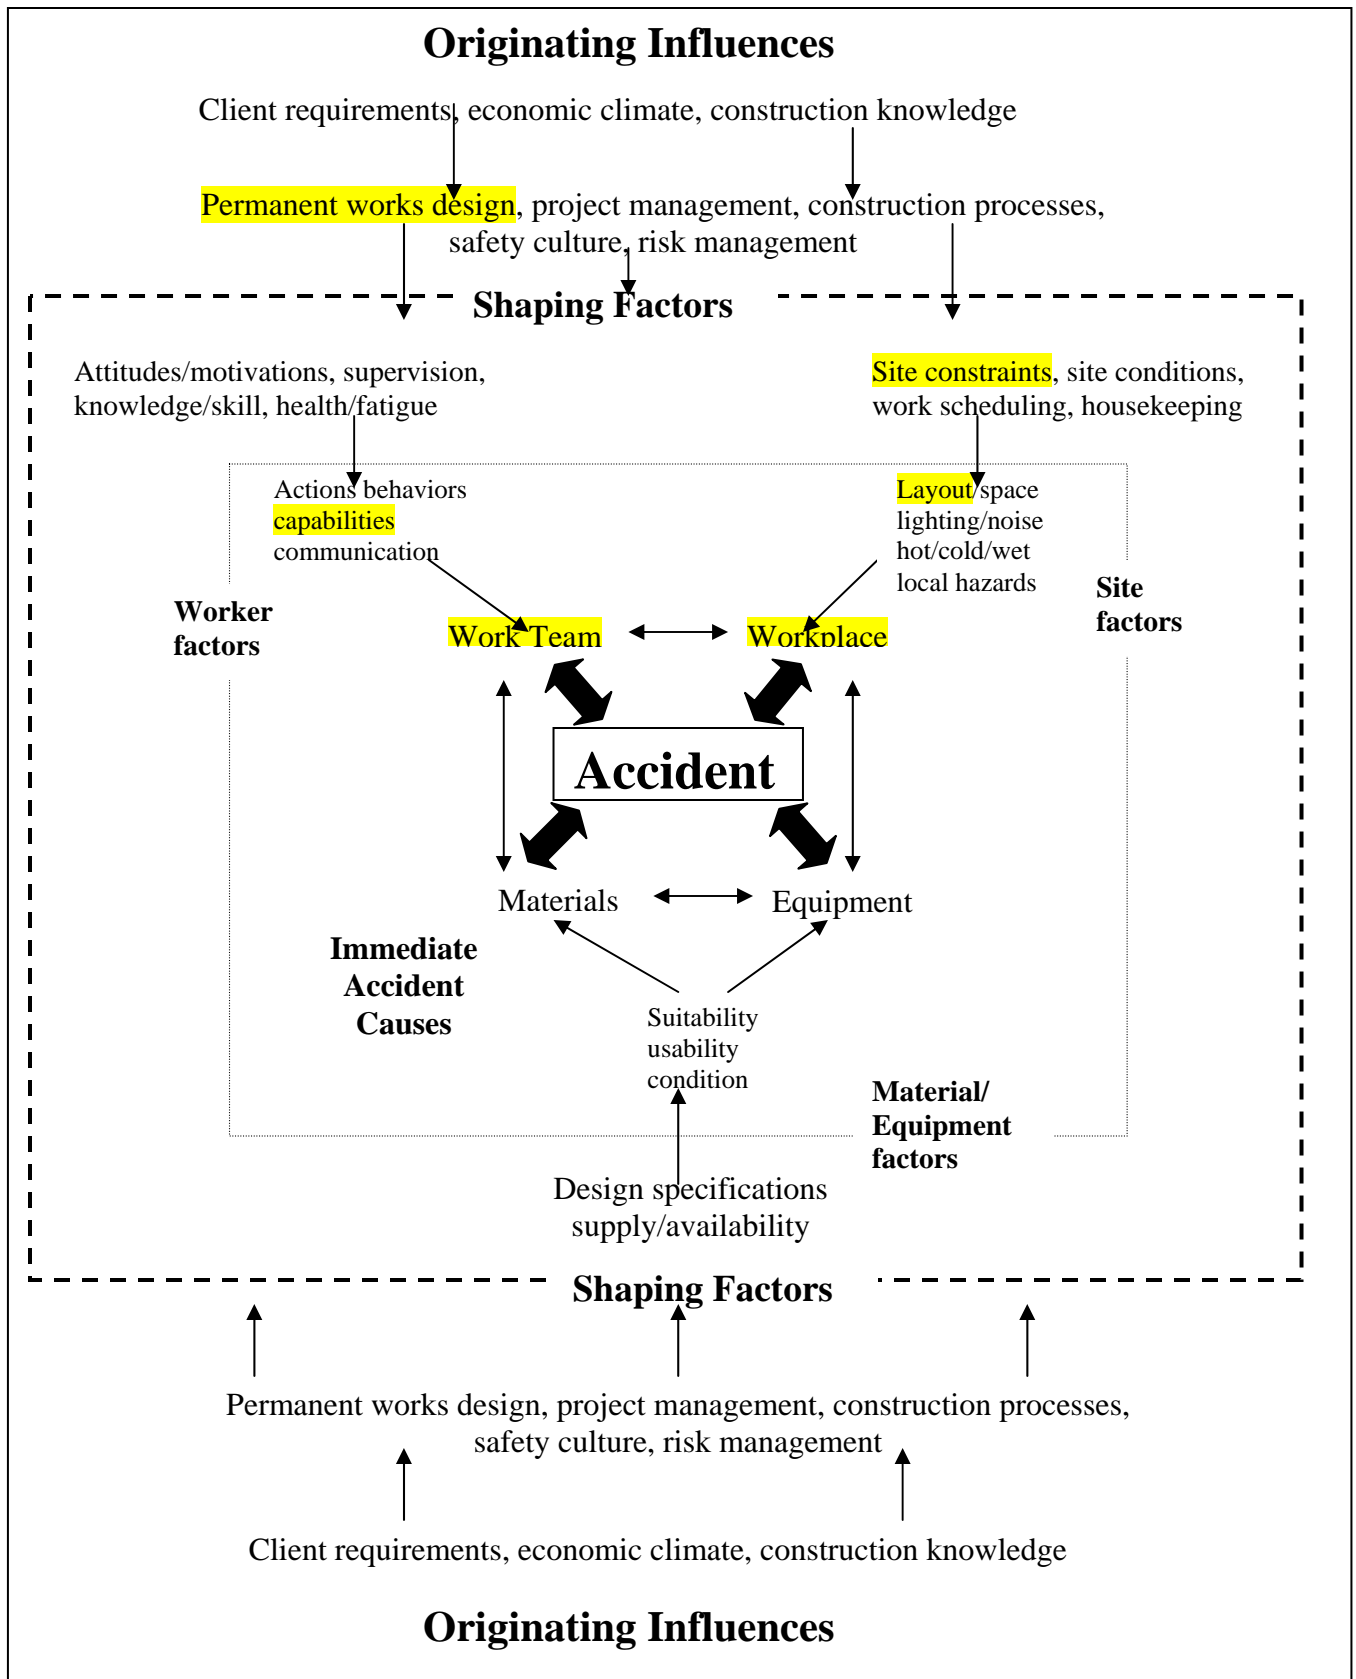 Originating Influences
Client requirements, economic climate, construction knowledge
Permanent works design, project management, construction processes,
safety culture, risk management
Shaping Factors
Attitudes/motivations, supervision,
knowledge/skill, health/fatigue
Site constraints, site conditions,
work scheduling, housekeeping
Actions behaviors
capabilities
communication
Layout/space
lighting/noise
hot/cold/wet
local hazards
Worker
factors
Site
factors
Work Team
Workplace
Accident
Materials
Equipment
Immediate
Accident
Causes
Suitability
usability
condition
Material/
Equipment
factors
Design specifications
supply/availability
Shaping Factors
Permanent works design, project management, construction processes,
safety culture, risk management
Client requirements, economic climate, construction knowledge
Originating Influences